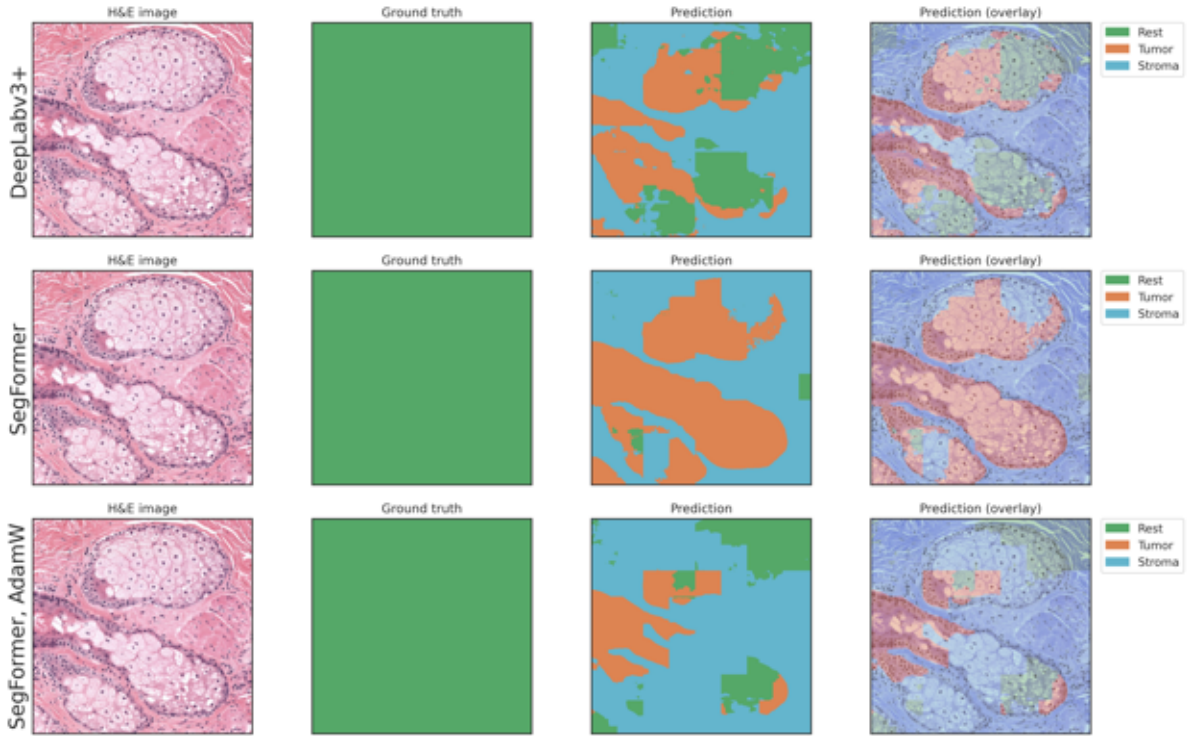 H&E image Ground truth Prediction Prediction (overlay)
DeepLabv3+
Rest
Tumor
Stroma
H&E image Ground truth Prediction Prediction (overlay)
SegFormer
Rest
Tumor
Stroma
H&E image Ground truth Prediction Prediction (overlay)
SegFormer, AdamW
Rest
Tumor
Stroma